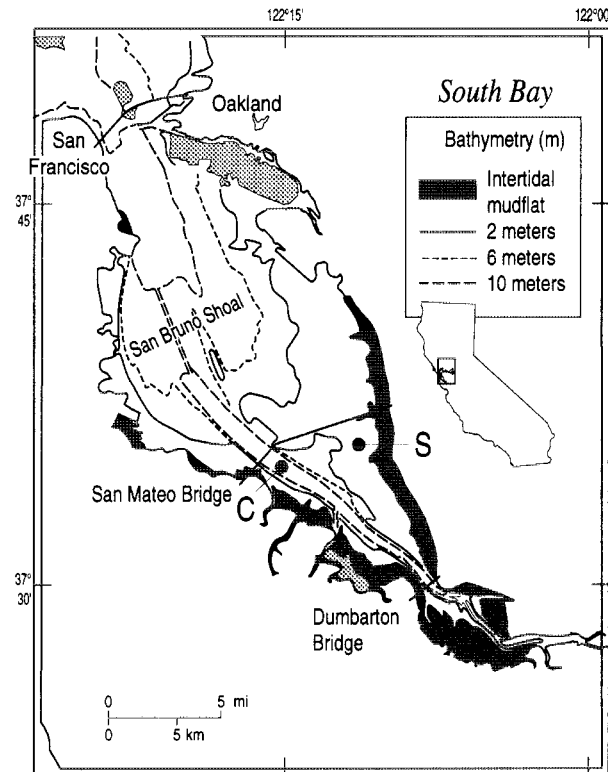 122°15'
122°00'
South Bay
Oakland
San
Francisco
Bathymetry (m)
Intertidal
mudflat
2 meters
6 meters
10 meters
37°
45'
San Bruno Shoal
S
San Mateo Bridge
C
37°
30'
Dumbarton
Bridge
0 5 mi
0 5 km